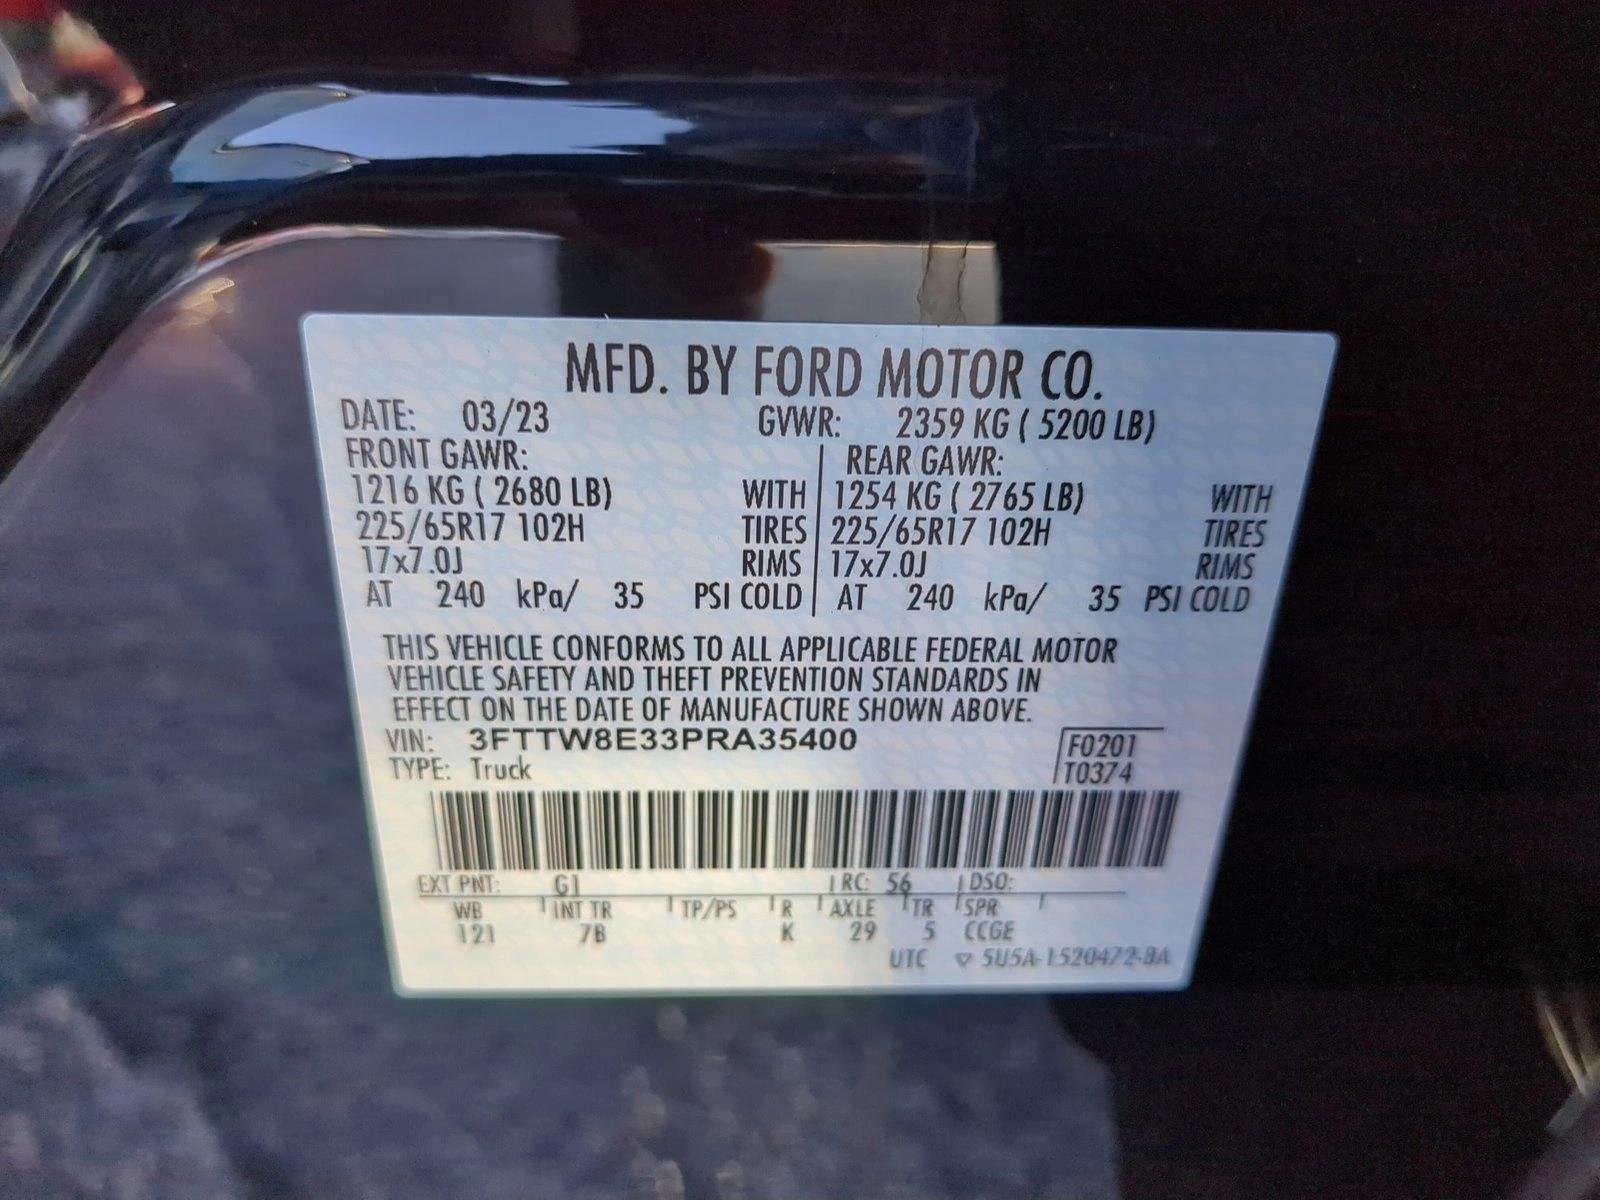 MFD. BY FORD MOTOR CO.
DATE: 03/23 GVWR: 2359 KG ( 5200 LB)
FRONT GAWR: REAR GAWR:
1216 KG ( 2680 LB) WITH 1254 KG ( 2765 LB) WITH
225/65R17 102H TIRES 225/65R17 102H TIRES
17x7.0J RIMS 17x7.0J RIMS
AT 240 kPa/ 35 PSI COLD AT 240 kPa/ 35 PSI COLD
THIS VEHICLE CONFORMS TO ALL APPLICABLE FEDERAL MOTOR
VEHICLE SAFETY AND THEFT PREVENTION STANDARDS IN
EFFECT ON THE DATE OF MANUFACTURE SHOWN ABOVE.
VIN: 3FTTW8E33PRA35400 F0201
TYPE: Truck T0374
EXT PNT: G1 RC: 56 DSO:
WB INT TR TP/PS R AXLE TR SPR
121 7B K 29 5 CCGE
UTC ▽ 5U5A-1520472-BA